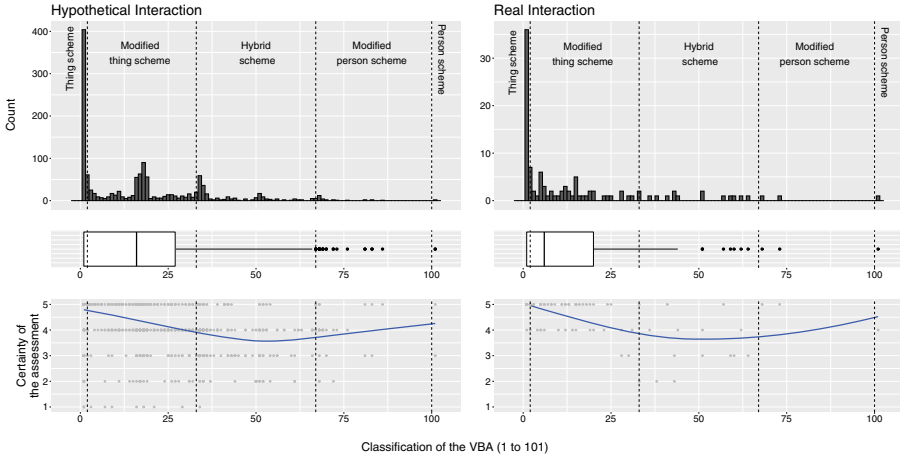 Hypothetical Interaction
Real Interaction
Count
400
300
200
100
0
Thing scheme
Modified
thing scheme
Hybrid
scheme
Modified
person scheme
Person scheme
30
20
10
0
Thing scheme
Modified
thing scheme
Hybrid
scheme
Modified
person scheme
Person scheme
0 25 50 75 100
0 25 50 75 100
Certainty of
the assessment
5
4
3
2
1
0 25 50 75 100
5
4
3
2
1
0 25 50 75 100
Classification of the VBA (1 to 101)